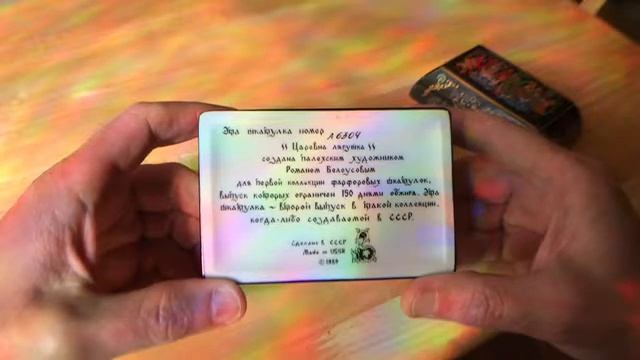 Эта шкатулка номер А6304
" Царевна лягушка "
создана палехским художником
Романом Белоусовым
для первой коллекции фарфоровых шкатулок,
выпуск которых ограничен 150 днями обжига. Эта
шкатулка – второй выпуск в такой коллекции,
когда-либо создаваемой в СССР.
Сделано в СССР
Made in USSR
© 1989